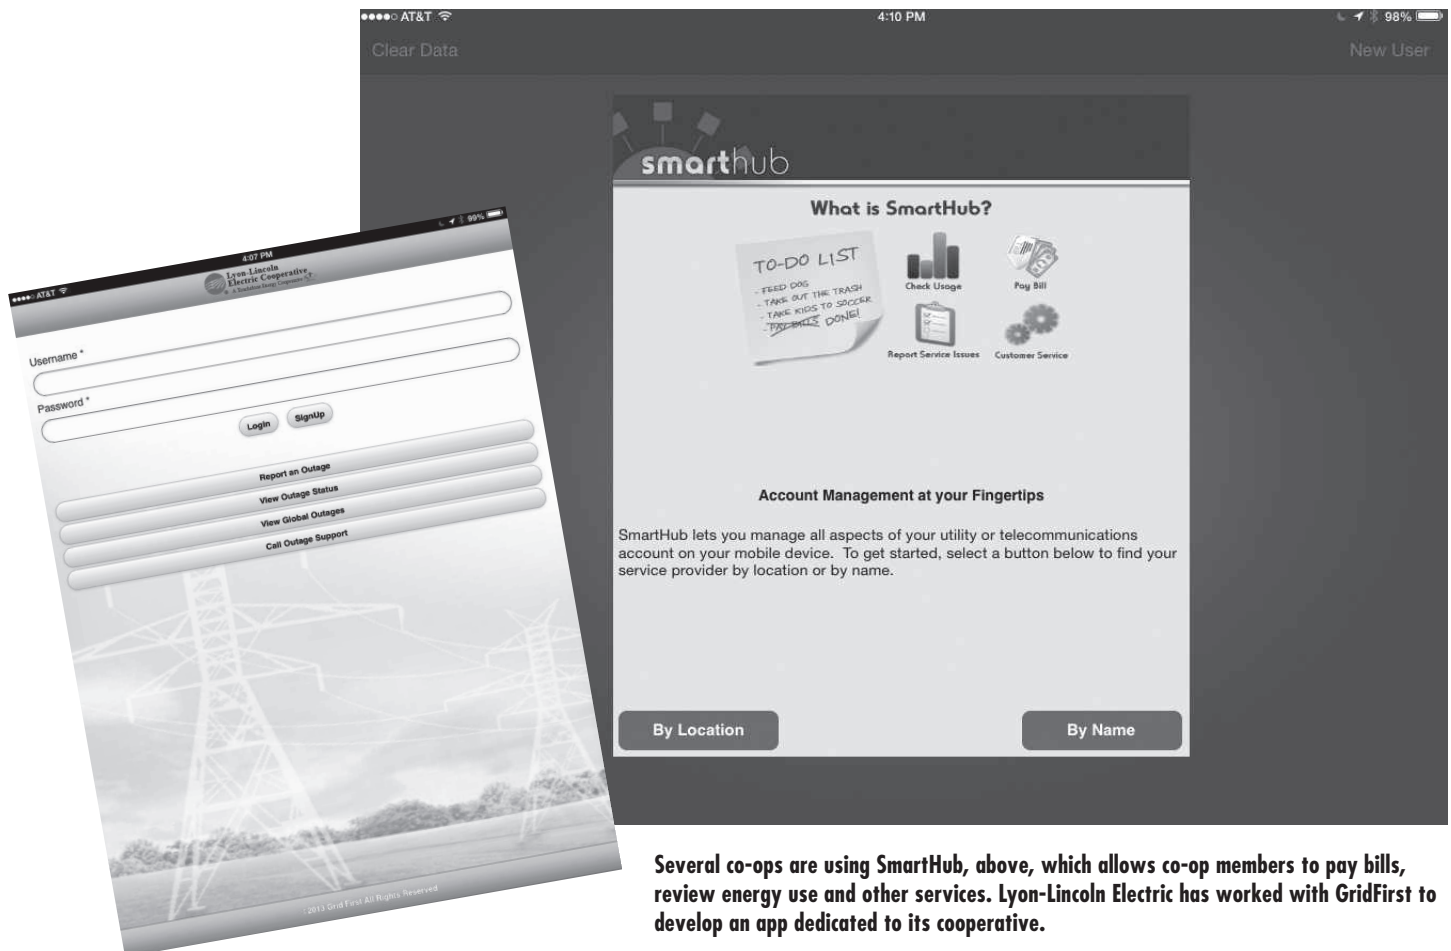 AT&T 4:10 PM 98%
Clear Data New User
smarthub
What is SmartHub?
TO-DO LIST
- FEED DOG
- TAKE OUT THE TRASH
- TAKE KIDS TO SOCCER
- PAY BILLS DONE!
Check Usage
Pay Bill
Report Service Issues
Customer Service
Account Management at your Fingertips
SmartHub lets you manage all aspects of your utility or telecommunications
account on your mobile device. To get started, select a button below to find your
service provider by location or by name.
By Location
By Name
AT&T 4:07 PM 99%
Lyon-Lincoln
Electric Cooperative
A Touchstone Energy Cooperative
Username *
Password *
Login
SignUp
Report an Outage
View Outage Status
View Global Outages
Call Outage Support
2013 Grid First All Rights Reserved
Several co-ops are using SmartHub, above, which allows co-op members to pay bills,
review energy use and other services. Lyon-Lincoln Electric has worked with GridFirst to
develop an app dedicated to its cooperative.